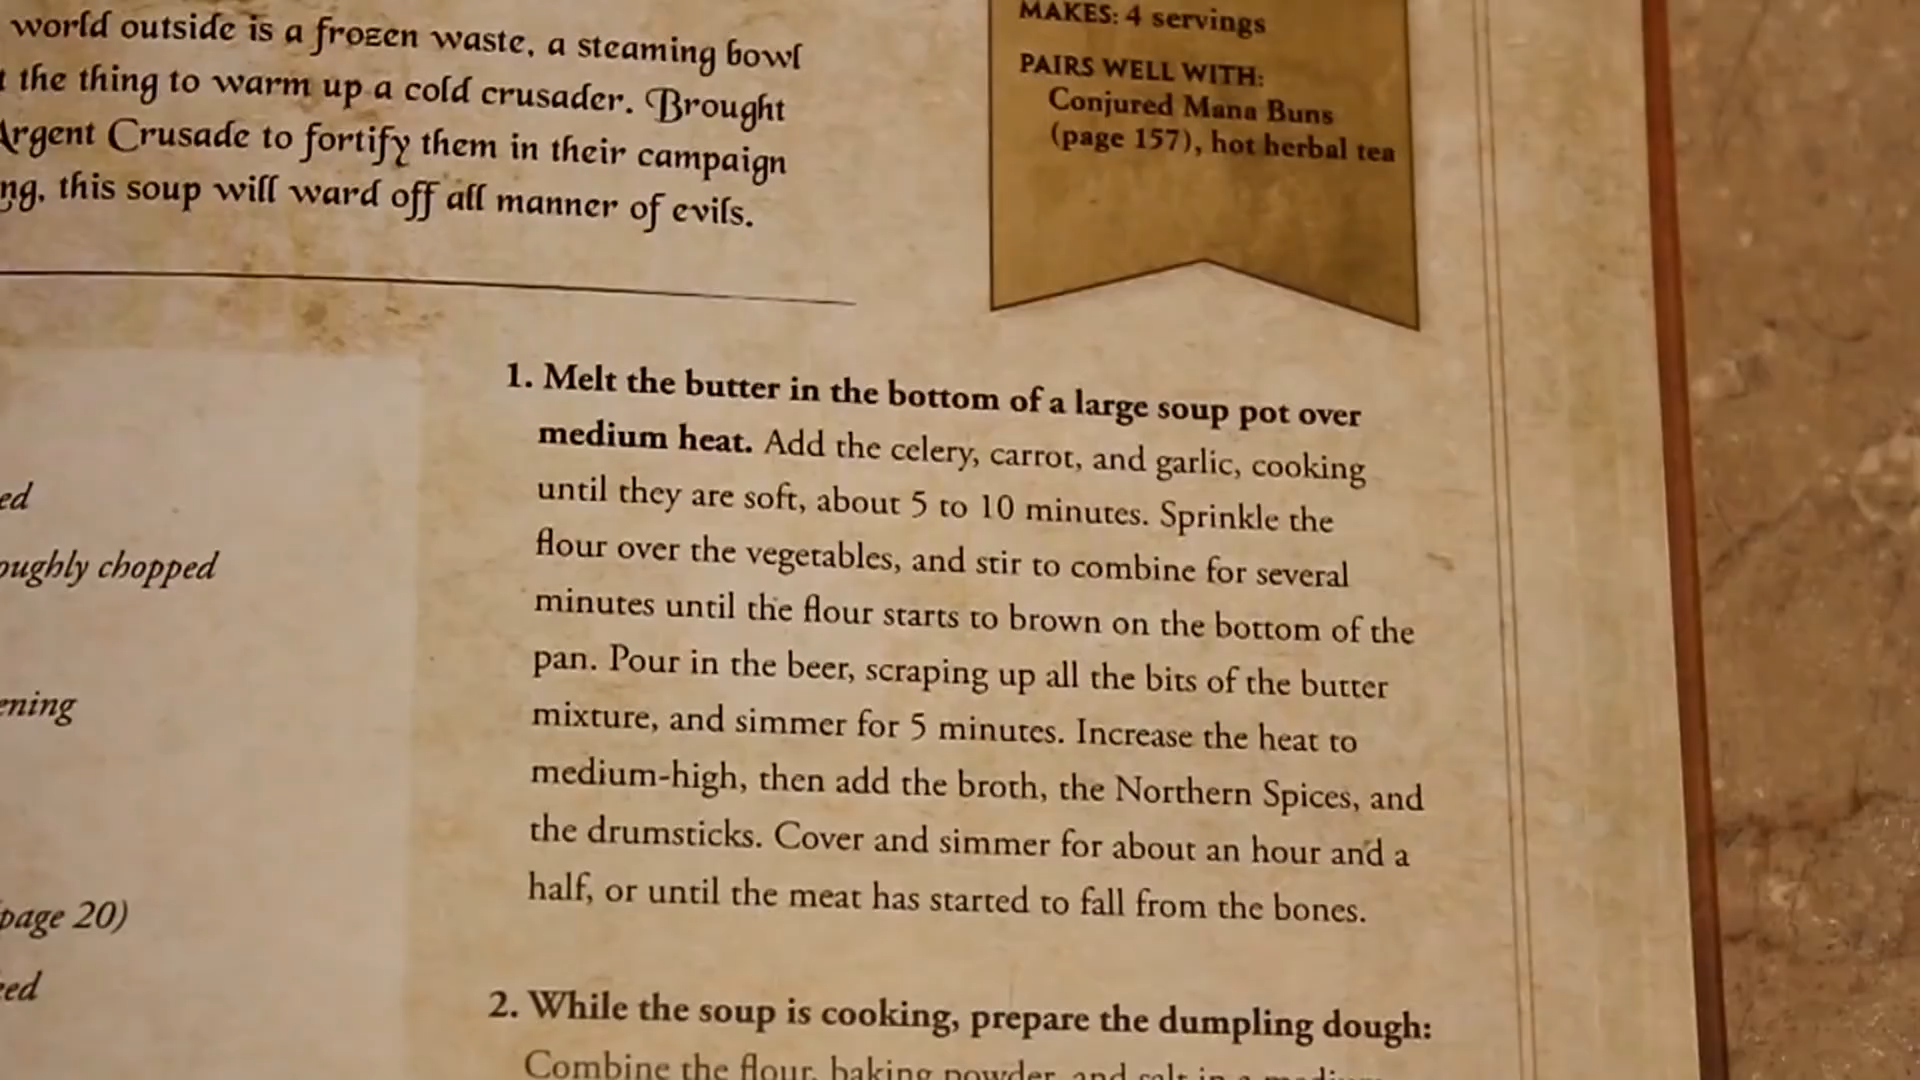 world outside is a frozen waste, a steaming bowl
the thing to warm up a cold crusader. Brought
Argent Crusade to fortify them in their campaign
this soup will ward off all manner of evils.
MAKES: 4 servings
PAIRS WELL WITH:
Conjured Mana Buns
(page 157), hot herbal tea
ed
oughly chopped
ening
page 20)
1. Melt the butter in the bottom of a large soup pot over
medium heat. Add the celery, carrot, and garlic, cooking
until they are soft, about 5 to 10 minutes. Sprinkle the
flour over the vegetables, and stir to combine for several
minutes until the flour starts to brown on the bottom of the
pan. Pour in the beer, scraping up all the bits of the butter
mixture, and simmer for 5 minutes. Increase the heat to
medium-high, then add the broth, the Northern Spices, and
the drumsticks. Cover and simmer for about an hour and a
half, or until the meat has started to fall from the bones.
2. While the soup is cooking, prepare the dumpling dough:
Combine the flour, baking powder, and salt in a